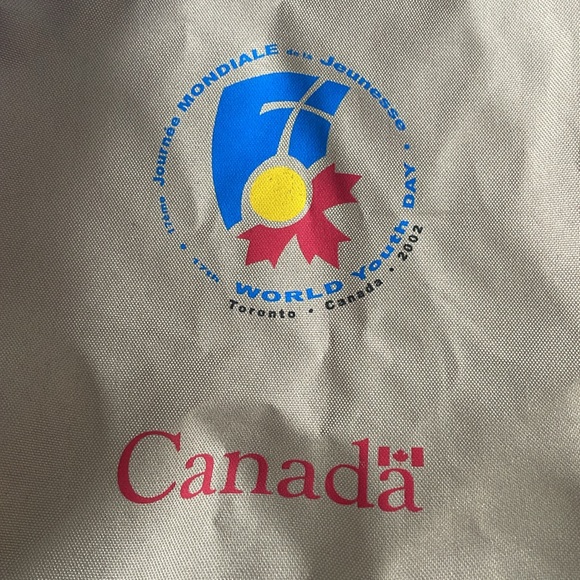 17ème Journée MONDIALE de la Jeunesse
17th WORLD Youth DAY
Toronto • Canada • 2002
Canada